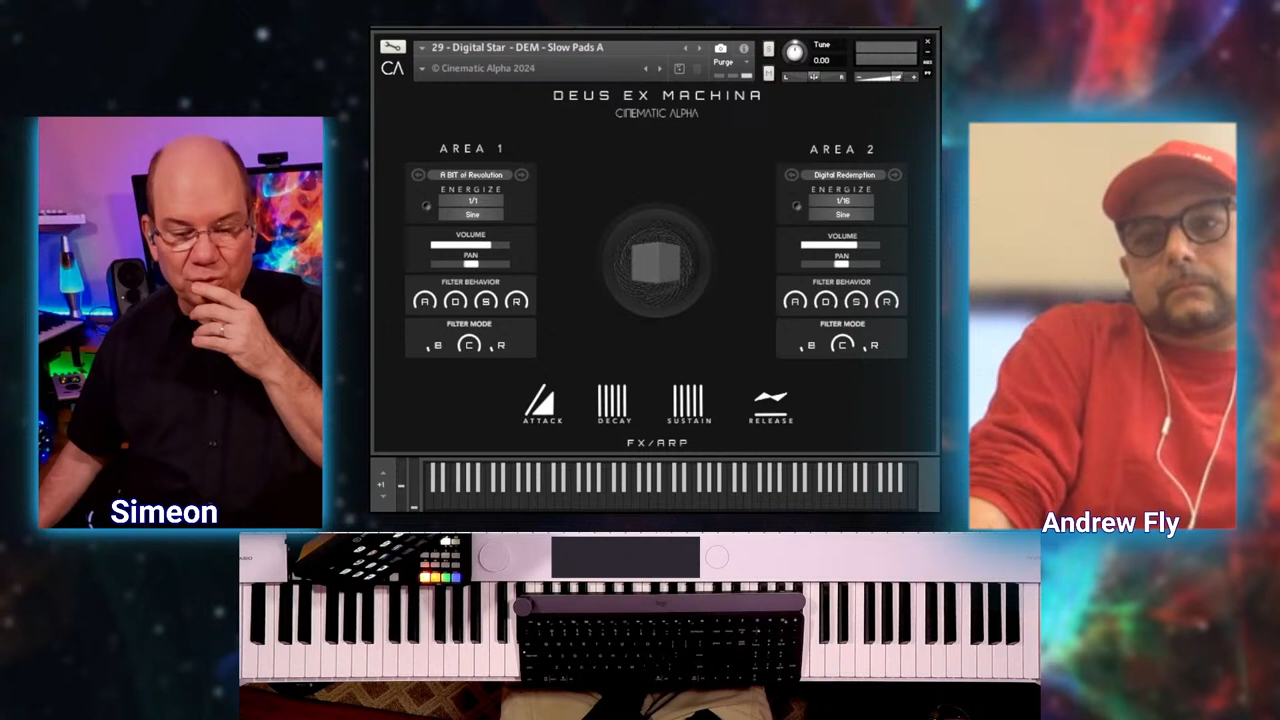 29 - Digital Star - DEM - Slow Pads A
© Cinematic Alpha 2024
CA
Purge
S
M
Tune
0.00
L R
- +
DEUS EX MACHINA
CINEMATIC ALPHA
AREA 1
A BIT of Revolution
ENERGIZE
1/1
Sine
VOLUME
PAN
FILTER BEHAVIOR
A D S R
FILTER MODE
B C R
AREA 2
Digital Redemption
ENERGIZE
1/16
Sine
VOLUME
PAN
FILTER BEHAVIOR
A D S R
FILTER MODE
B C R
ATTACK
DECAY
SUSTAIN
RELEASE
FX/ARP
+1
Simeon
Andrew Fly